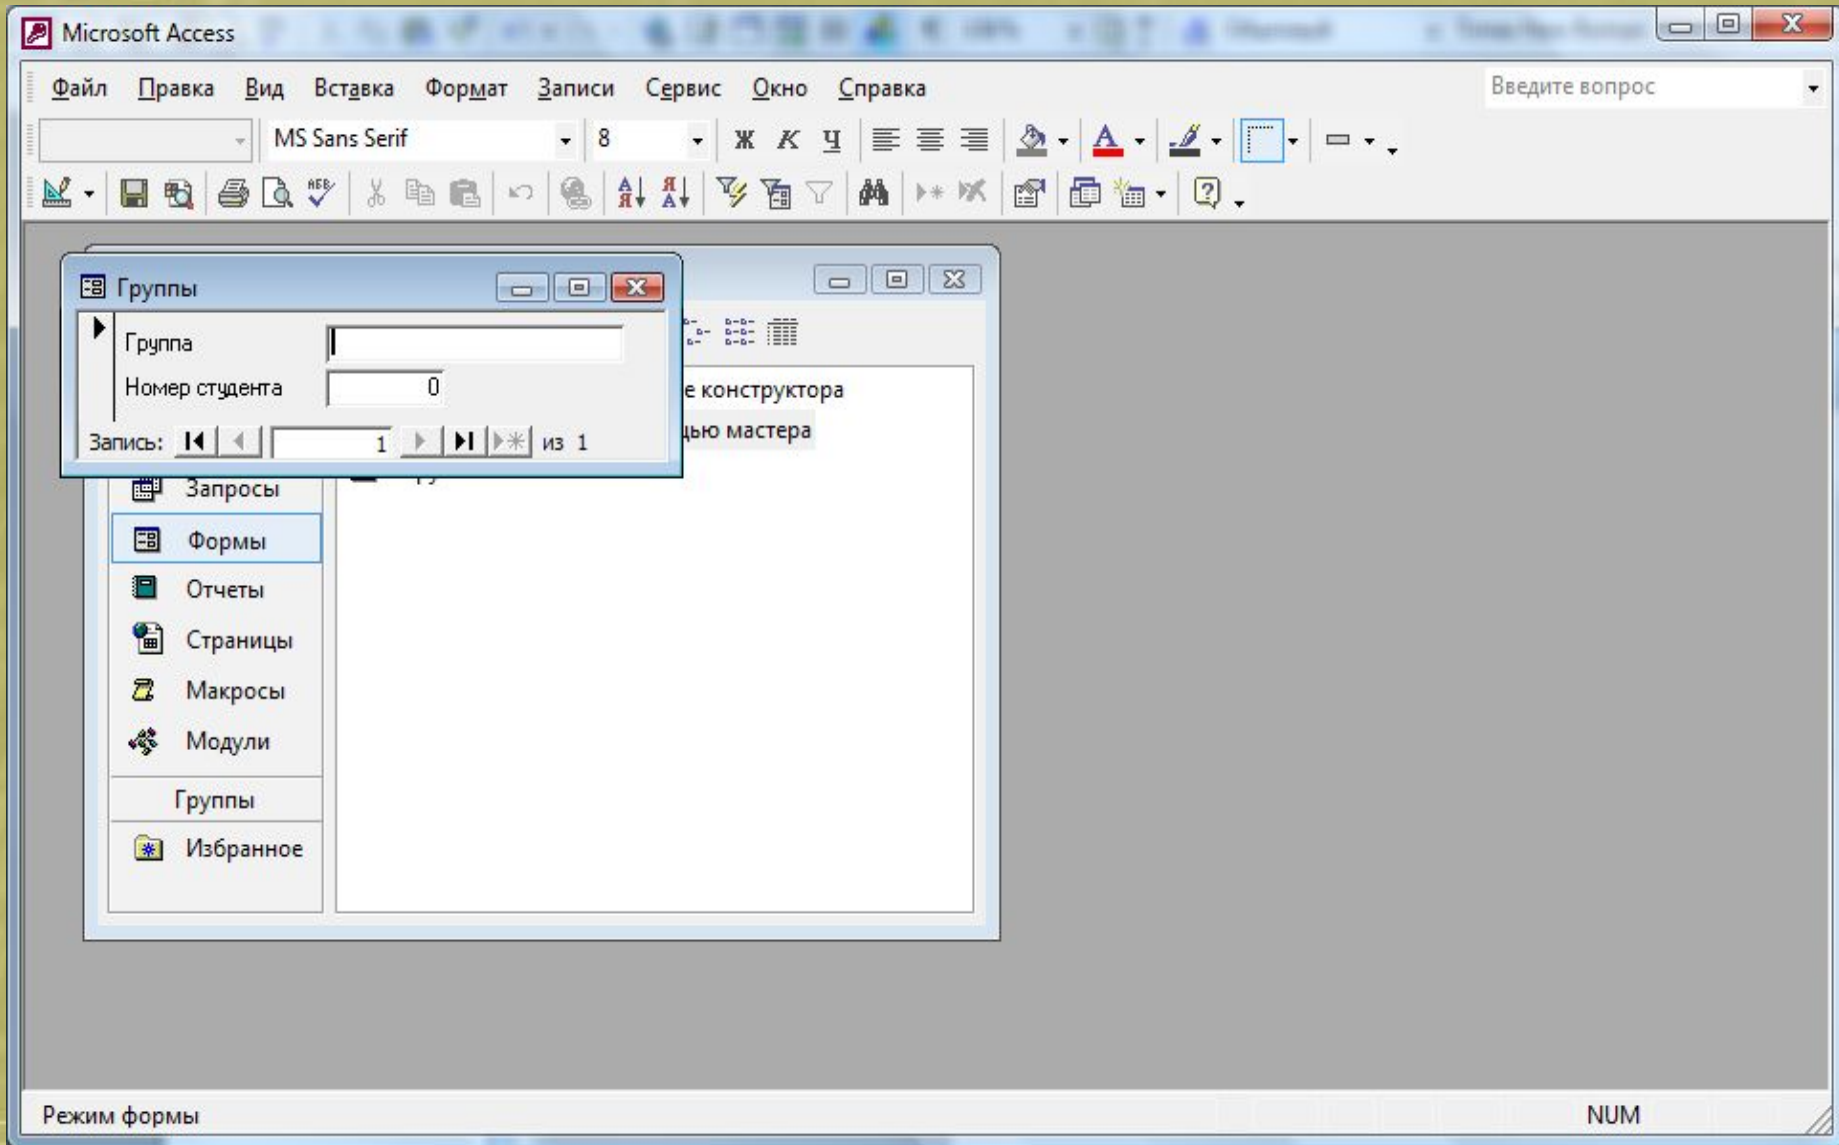 Microsoft Access
Файл Правка Вид Вставка Формат Записи Сервис Окно Справка Введите вопрос
MS Sans Serif 8 Ж К Ч
Группы
Группа
Номер студента 0
Запись: 1 из 1
е конструктора
цью мастера
Запросы
Формы
Отчеты
Страницы
Макросы
Модули
Группы
Избранное
Режим формы NUM